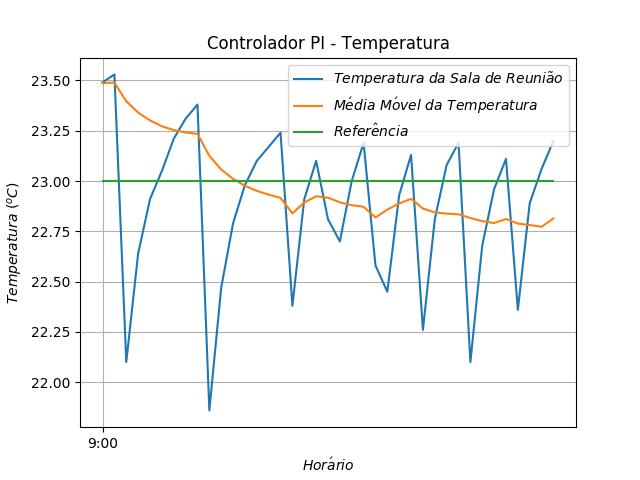 Controlador PI - Temperatura
Temperatura da Sala de Reunião
Média Móvel da Temperatura
Referência
23.50
23.25
23.00
22.75
22.50
22.25
22.00
Temperatura (°C)
9:00
Horário